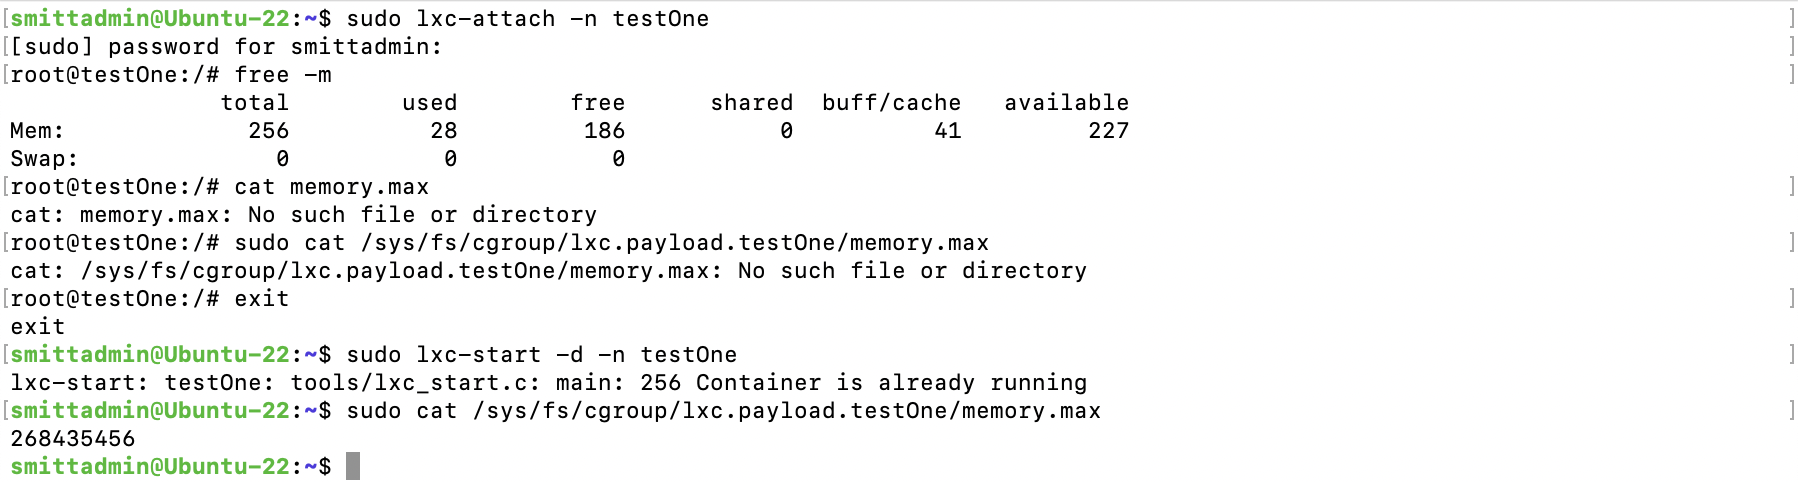 [smittadmin@Ubuntu-22:~$ sudo lxc-attach -n testOne ]
[[sudo] password for smittadmin: ]
[root@testOne:/# free -m ]
total used free shared buff/cache available
Mem: 256 28 186 0 41 227
Swap: 0 0 0
[root@testOne:/# cat memory.max ]
cat: memory.max: No such file or directory
[root@testOne:/# sudo cat /sys/fs/cgroup/lxc.payload.testOne/memory.max ]
cat: /sys/fs/cgroup/lxc.payload.testOne/memory.max: No such file or directory
[root@testOne:/# exit ]
exit
[smittadmin@Ubuntu-22:~$ sudo lxc-start -d -n testOne ]
lxc-start: testOne: tools/lxc_start.c: main: 256 Container is already running
[smittadmin@Ubuntu-22:~$ sudo cat /sys/fs/cgroup/lxc.payload.testOne/memory.max ]
268435456
smittadmin@Ubuntu-22:~$